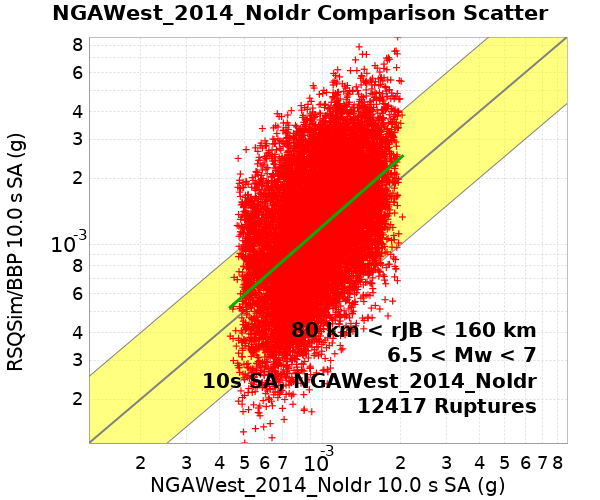 NGAWest_2014_NoIdr Comparison Scatter
8
6
4
3
2
10-3
8
6
4
3
2
RSQSim/BBP 10.0 s SA (g)
80 km < rJB < 160 km
6.5 < Mw < 7
10s SA, NGAWest_2014_NoIdr
12417 Ruptures
2 3 4 5 6 7 10-3 2 3 4 5 6 7 8
NGAWest_2014_NoIdr 10.0 s SA (g)